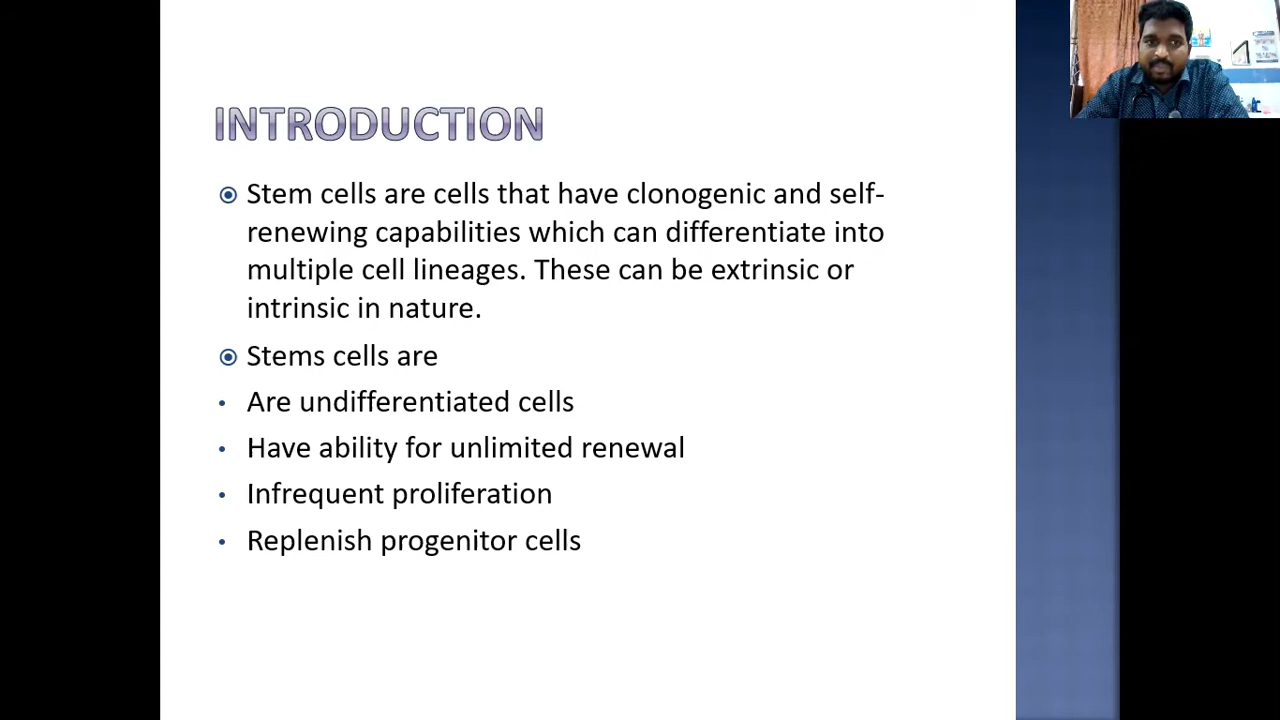 INTRODUCTION
Stem cells are cells that have clonogenic and self-
renewing capabilities which can differentiate into
multiple cell lineages. These can be extrinsic or
intrinsic in nature.
Stems cells are
Are undifferentiated cells
Have ability for unlimited renewal
Infrequent proliferation
Replenish progenitor cells